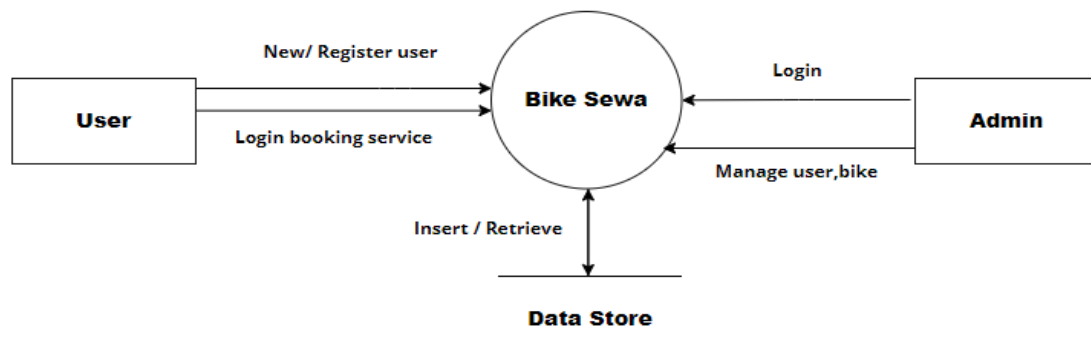 New/ Register user
User
Login booking service
Bike Sewa
Login
Admin
Manage user,bike
Insert / Retrieve
Data Store